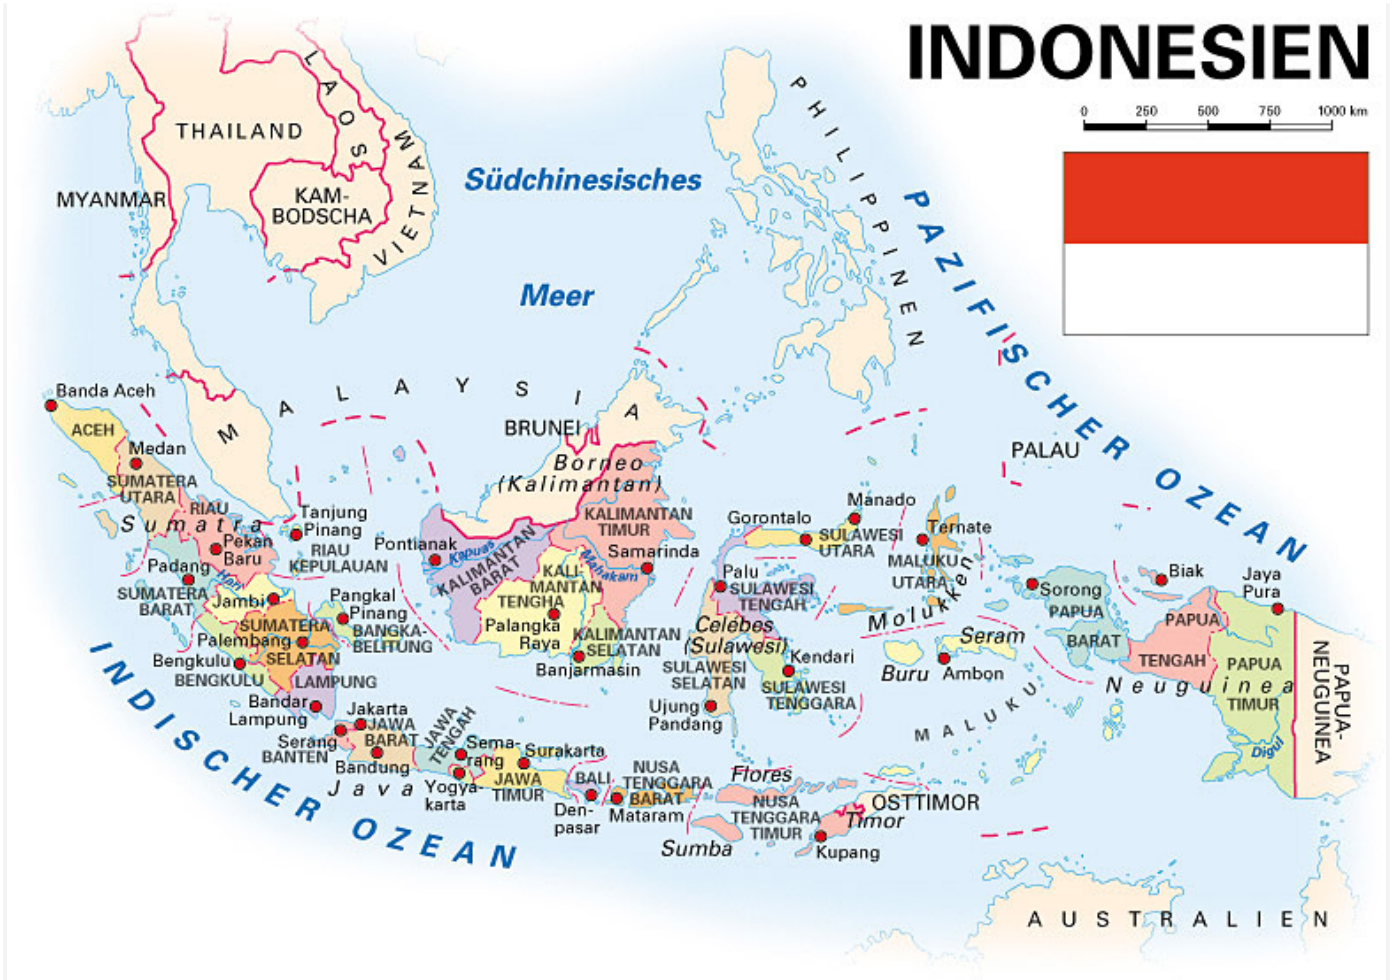 INDONESIEN
0 250 500 750 1000 km
THAILAND
LAOS
VIETNAM
MYANMAR
KAM-
BODSCHA
Südchinesisches
Meer
PHILIPPINEN
PAZIFISCHER OZEAN
MALAYSIA
M A
BRUNEI
Borneo
(Kalimantan)
PALAU
Banda Aceh
ACEH
Medan
SUMATERA
UTARA
RIAU
Sumatra
Tanjung
Pinang
Pekan
Baru
RIAU
KEPULAUAN
Padang
Hari
SUMATERA
BARAT
Jambi
Pangkal
Pinang
BANGKA-
BELITUNG
SUMATERA
SELATAN
Palembang
Bengkulu
BENGKULU
LAMPUNG
Bandar
Lampung
Pontianak
Kapuas
KALIMANTAN
BARAT
KALIMANTAN
TIMUR
Samarinda
Mahakam
KALI-
MANTAN
TENGHA
Palangka
Raya
KALIMANTAN
SELATAN
Banjarmasin
Gorontalo
Manado
SULAWESI
UTARA
Palu
SULAWESI
TENGAH
Celebes
(Sulawesi)
SULAWESI
SELATAN
Kendari
SULAWESI
TENGGARA
Ujung
Pandang
Ternate
MALUKU
UTARA
Molukken
Seram
Buru
Ambon
MALUKU
Sorong
PAPUA
BARAT
Biak
Jaya
Pura
PAPUA
TENGAH
PAPUA
TIMUR
Neuguinea
Digul
PAPUA-
NEUGUINEA
INDISCHER OZEAN
Jakarta
Serang
BANTEN
JAWA
BARAT
Bandung
Java
JAWA
TENGAH
Sema-
rang
Surakarta
Yogya-
karta
JAWA
TIMUR
BALI
Den-
pasar
NUSA
TENGGARA
BARAT
Mataram
Flores
NUSA
TENGGARA
TIMUR
Sumba
OSTTIMOR
Timor
Kupang
AUSTRALIEN